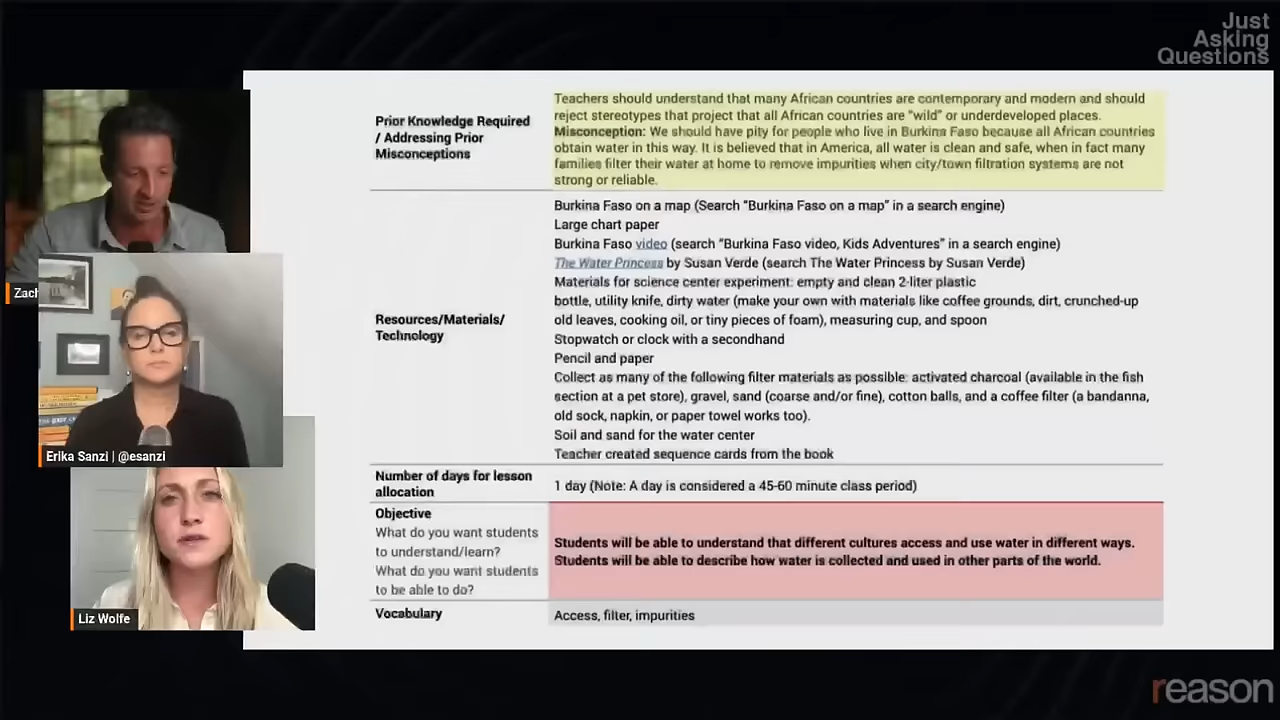 Just
Asking
Questions
Prior Knowledge Required
/ Addressing Prior
Misconceptions
Teachers should understand that many African countries are contemporary and modern and should
reject stereotypes that project that all African countries are "wild" or underdeveloped places.
Misconception: We should have pity for people who live in Burkina Faso because all African countries
obtain water in this way. It is believed that in America, all water is clean and safe, when in fact many
families filter their water at home to remove impurities when city/town filtration systems are not
strong or reliable.
Resources/Materials/
Technology
Burkina Faso on a map (Search "Burkina Faso on a map" in a search engine)
Large chart paper
Burkina Faso video (search "Burkina Faso video, Kids Adventures" in a search engine)
The Water Princess by Susan Verde (search The Water Princess by Susan Verde)
Materials for science center experiment: empty and clean 2-liter plastic
bottle, utility knife, dirty water (make your own with materials like coffee grounds, dirt, crunched-up
old leaves, cooking oil, or tiny pieces of foam), measuring cup, and spoon
Stopwatch or clock with a secondhand
Pencil and paper
Collect as many of the following filter materials as possible: activated charcoal (available in the fish
section at a pet store), gravel, sand (coarse and/or fine), cotton balls, and a coffee filter (a bandanna,
old sock, napkin, or paper towel works too).
Soil and sand for the water center
Teacher created sequence cards from the book
Number of days for lesson
allocation
1 day (Note: A day is considered a 45-60 minute class period)
Objective
What do you want students
to understand/learn?
What do you want students
to be able to do?
Students will be able to understand that different cultures access and use water in different ways.
Students will be able to describe how water is collected and used in other parts of the world.
Vocabulary
Access, filter, impurities
Zach
Erika Sanzi | @esanzi
Liz Wolfe
reason